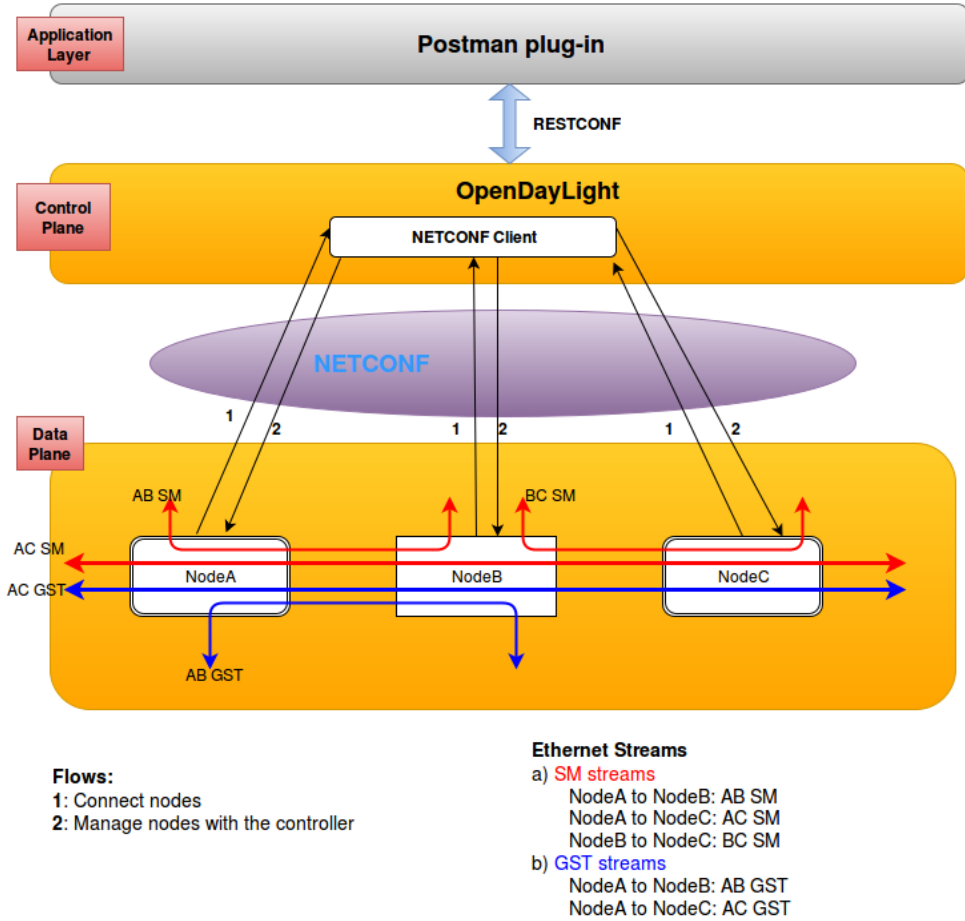 Application
Layer
Postman plug-in
RESTCONF
Control
Plane
OpenDayLight
NETCONF Client
NETCONF
1
2
1
2
1
2
Data
Plane
AB SM
BC SM
AC SM
AC GST
NodeA
NodeB
NodeC
AB GST
Flows:
1: Connect nodes
2: Manage nodes with the controller
Ethernet Streams
a) SM streams
NodeA to NodeB: AB SM
NodeA to NodeC: AC SM
NodeB to NodeC: BC SM
b) GST streams
NodeA to NodeB: AB GST
NodeA to NodeC: AC GST